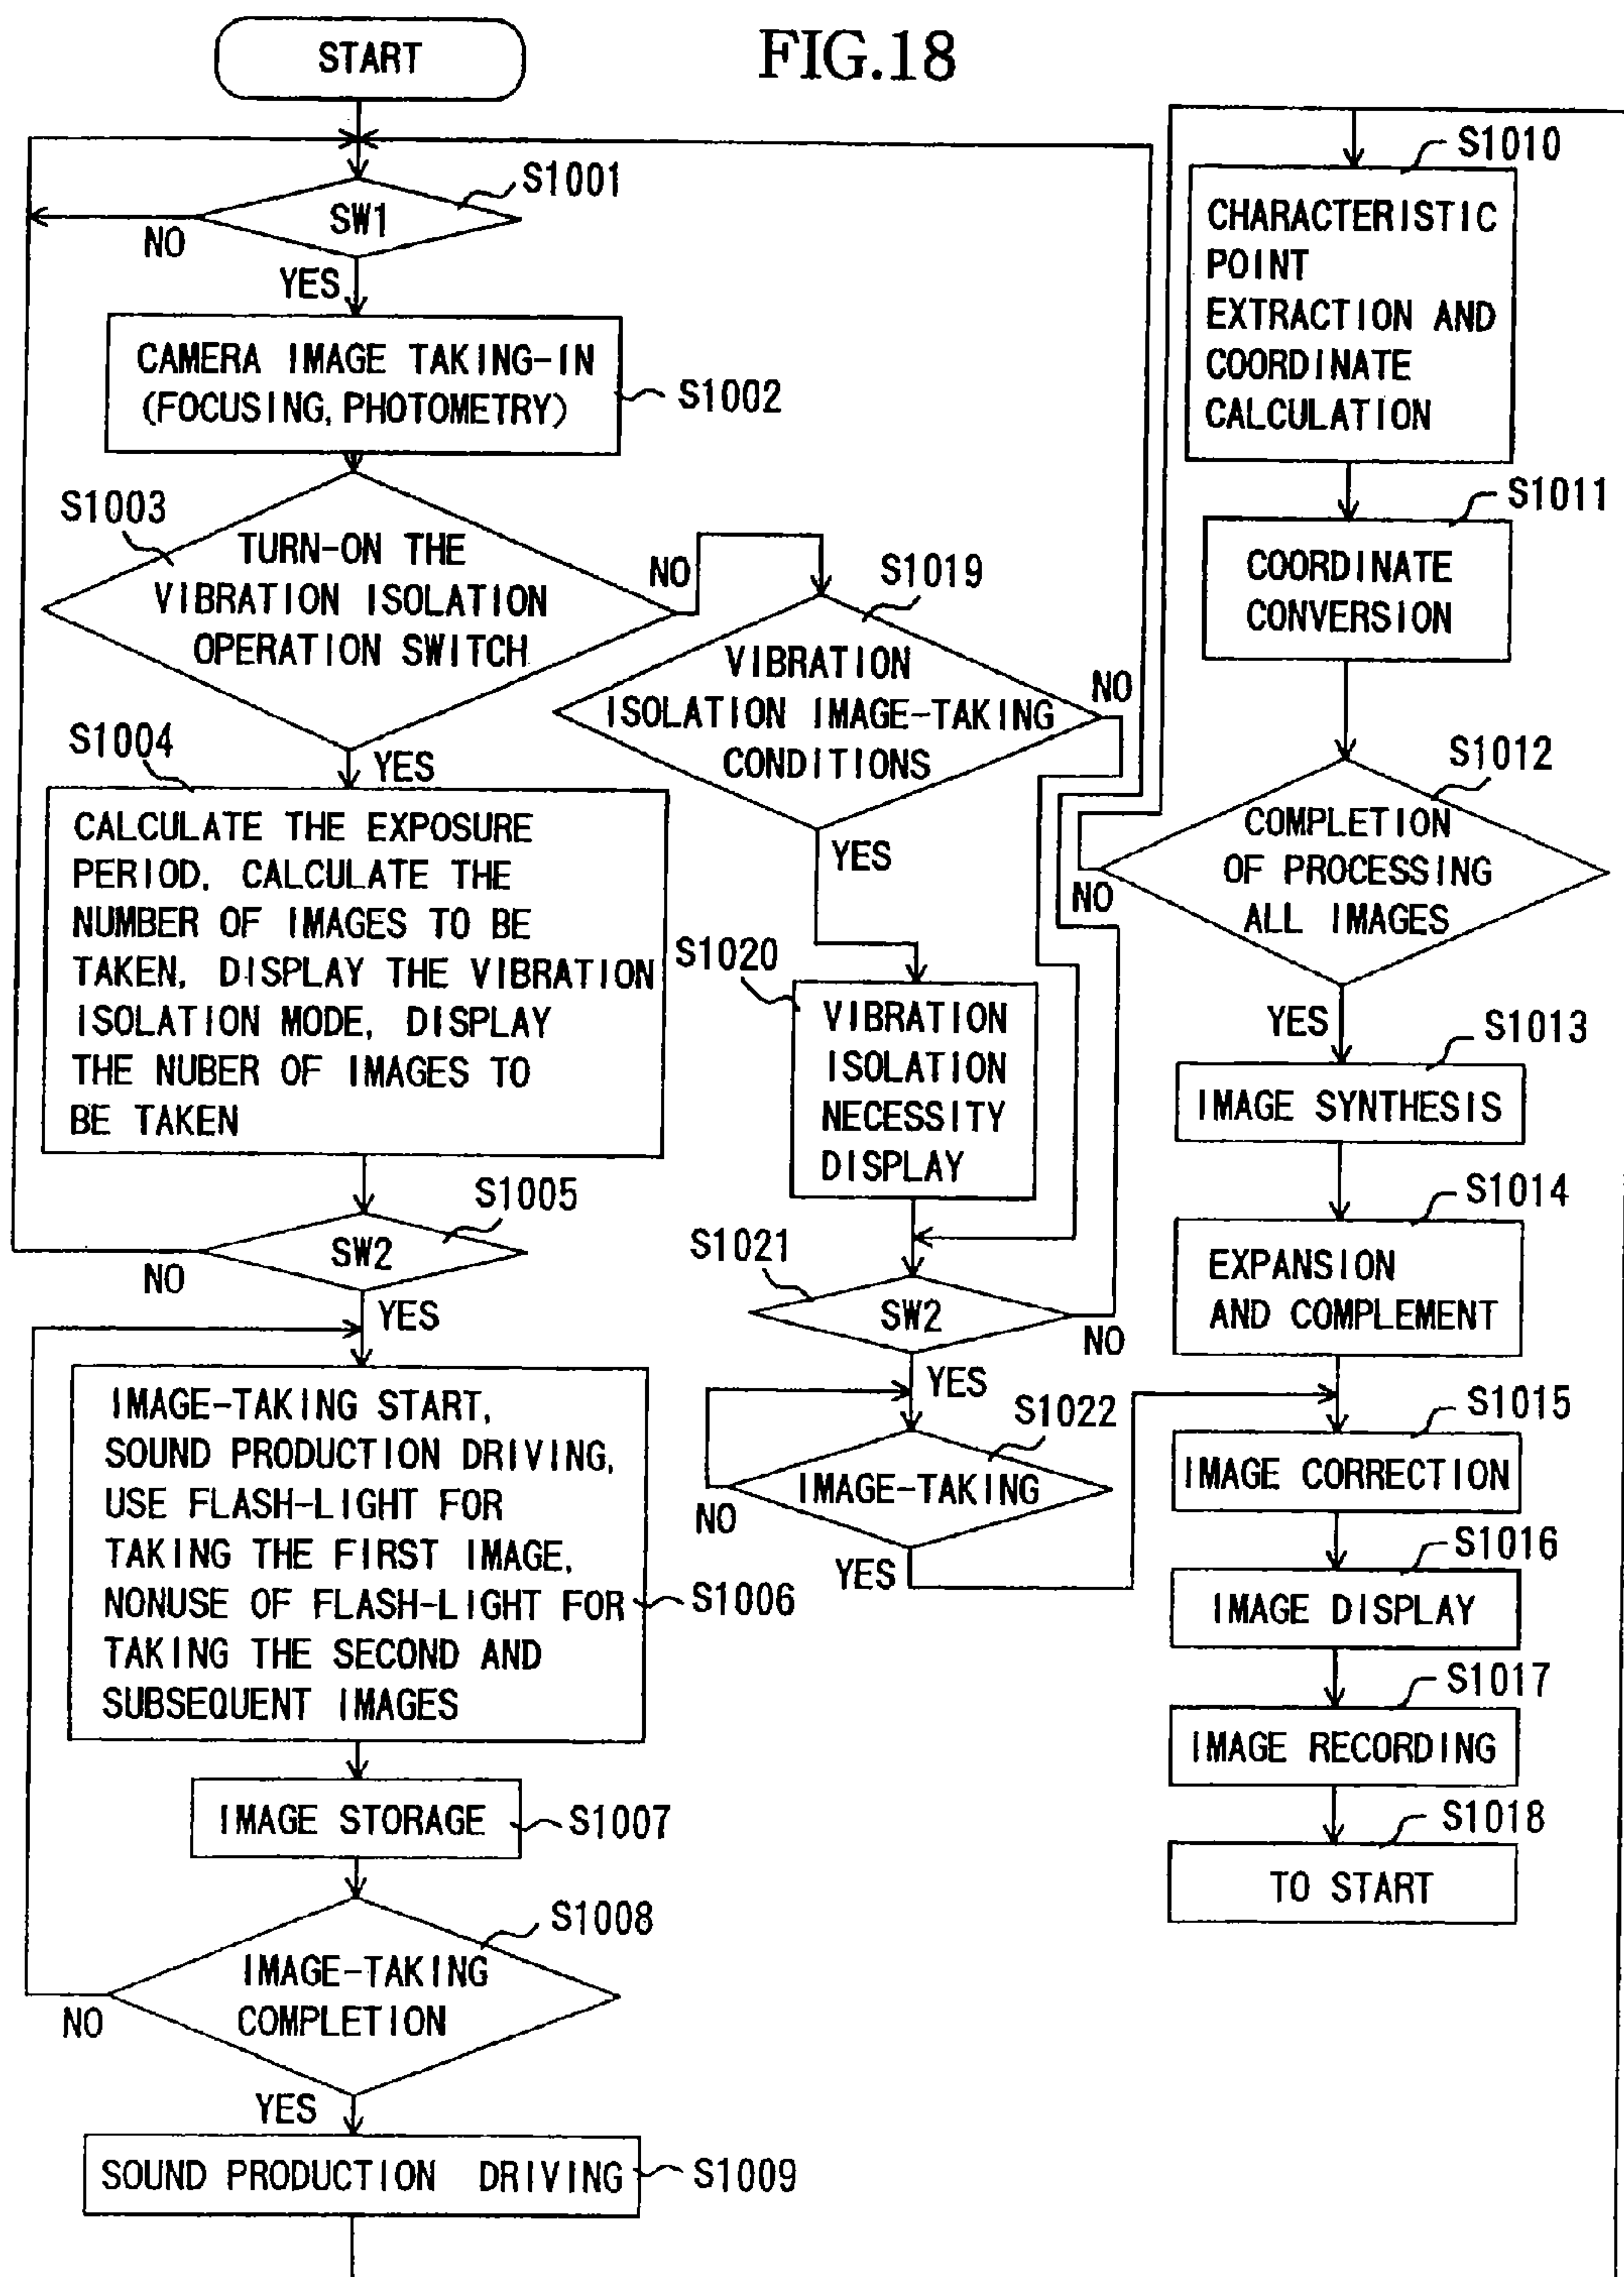 FIG.18
START
S1001
SW1
NO
YES
CAMERA IMAGE TAKING-IN
(FOCUSING, PHOTOMETRY)
S1002
S1003
TURN-ON THE
VIBRATION ISOLATION
OPERATION SWITCH
NO
YES
S1004
CALCULATE THE EXPOSURE
PERIOD, CALCULATE THE
NUMBER OF IMAGES TO BE
TAKEN, DISPLAY THE VIBRATION
ISOLATION MODE, DISPLAY
THE NUBER OF IMAGES TO
BE TAKEN
S1005
SW2
NO
YES
IMAGE-TAKING START,
SOUND PRODUCTION DRIVING,
USE FLASH-LIGHT FOR
TAKING THE FIRST IMAGE,
NONUSE OF FLASH-LIGHT FOR
TAKING THE SECOND AND
SUBSEQUENT IMAGES
S1006
IMAGE STORAGE
S1007
S1008
IMAGE-TAKING
COMPLETION
NO
YES
SOUND PRODUCTION DRIVING
S1009
S1019
VIBRATION
ISOLATION IMAGE-TAKING
CONDITIONS
NO
YES
S1020
VIBRATION
ISOLATION
NECESSITY
DISPLAY
S1021
SW2
NO
YES
S1022
IMAGE-TAKING
NO
YES
S1010
CHARACTERISTIC
POINT
EXTRACTION AND
COORDINATE
CALCULATION
S1011
COORDINATE
CONVERSION
S1012
COMPLETION
OF PROCESSING
ALL IMAGES
NO
YES
S1013
IMAGE SYNTHESIS
S1014
EXPANSION
AND COMPLEMENT
S1015
IMAGE CORRECTION
S1016
IMAGE DISPLAY
S1017
IMAGE RECORDING
S1018
TO START